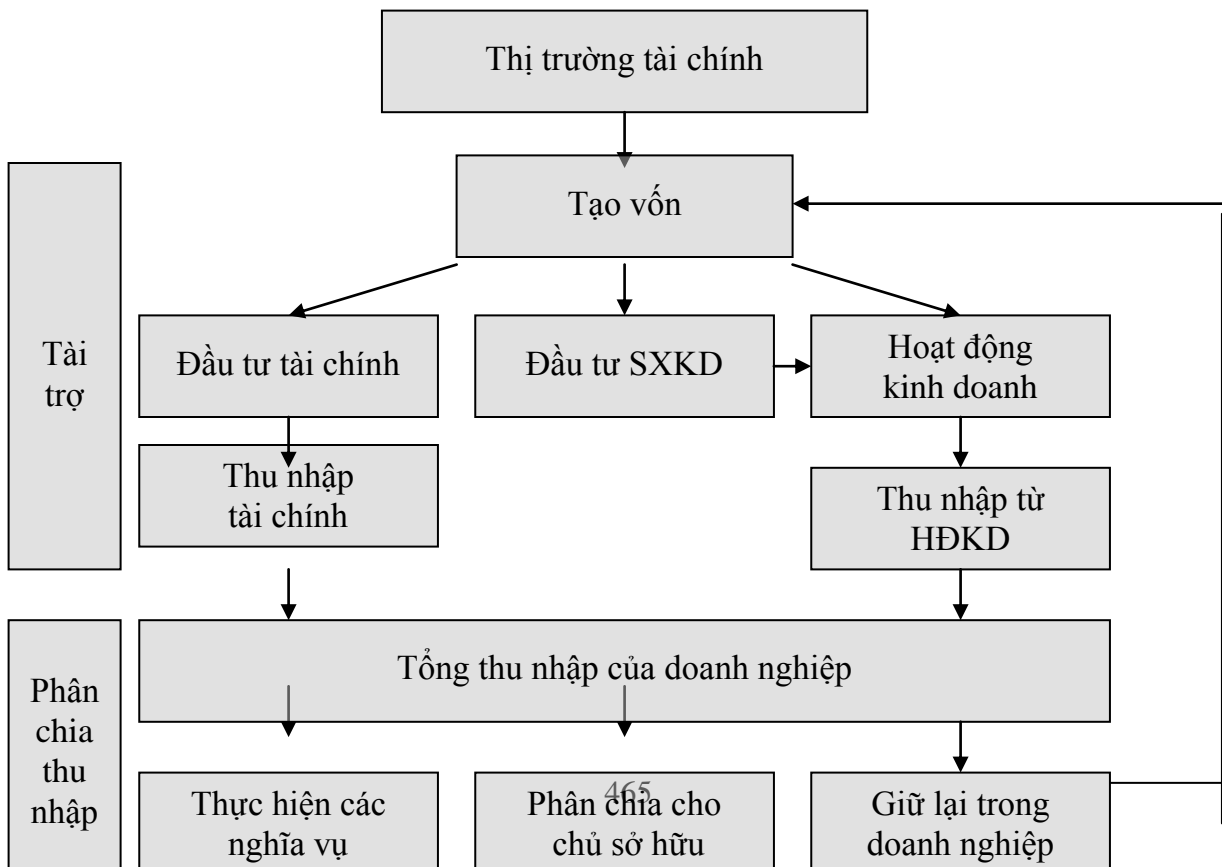 Thị trường tài chính
Tạo vốn
Tài
trợ
Đầu tư tài chính
Đầu tư SXKD
Hoạt động
kinh doanh
Thu nhập
tài chính
Thu nhập từ
HĐKD
Phân
chia
thu
nhập
Tổng thu nhập của doanh nghiệp
Thực hiện các
nghĩa vụ
465
Phân chia cho
chủ sở hữu
Giữ lại trong
doanh nghiệp